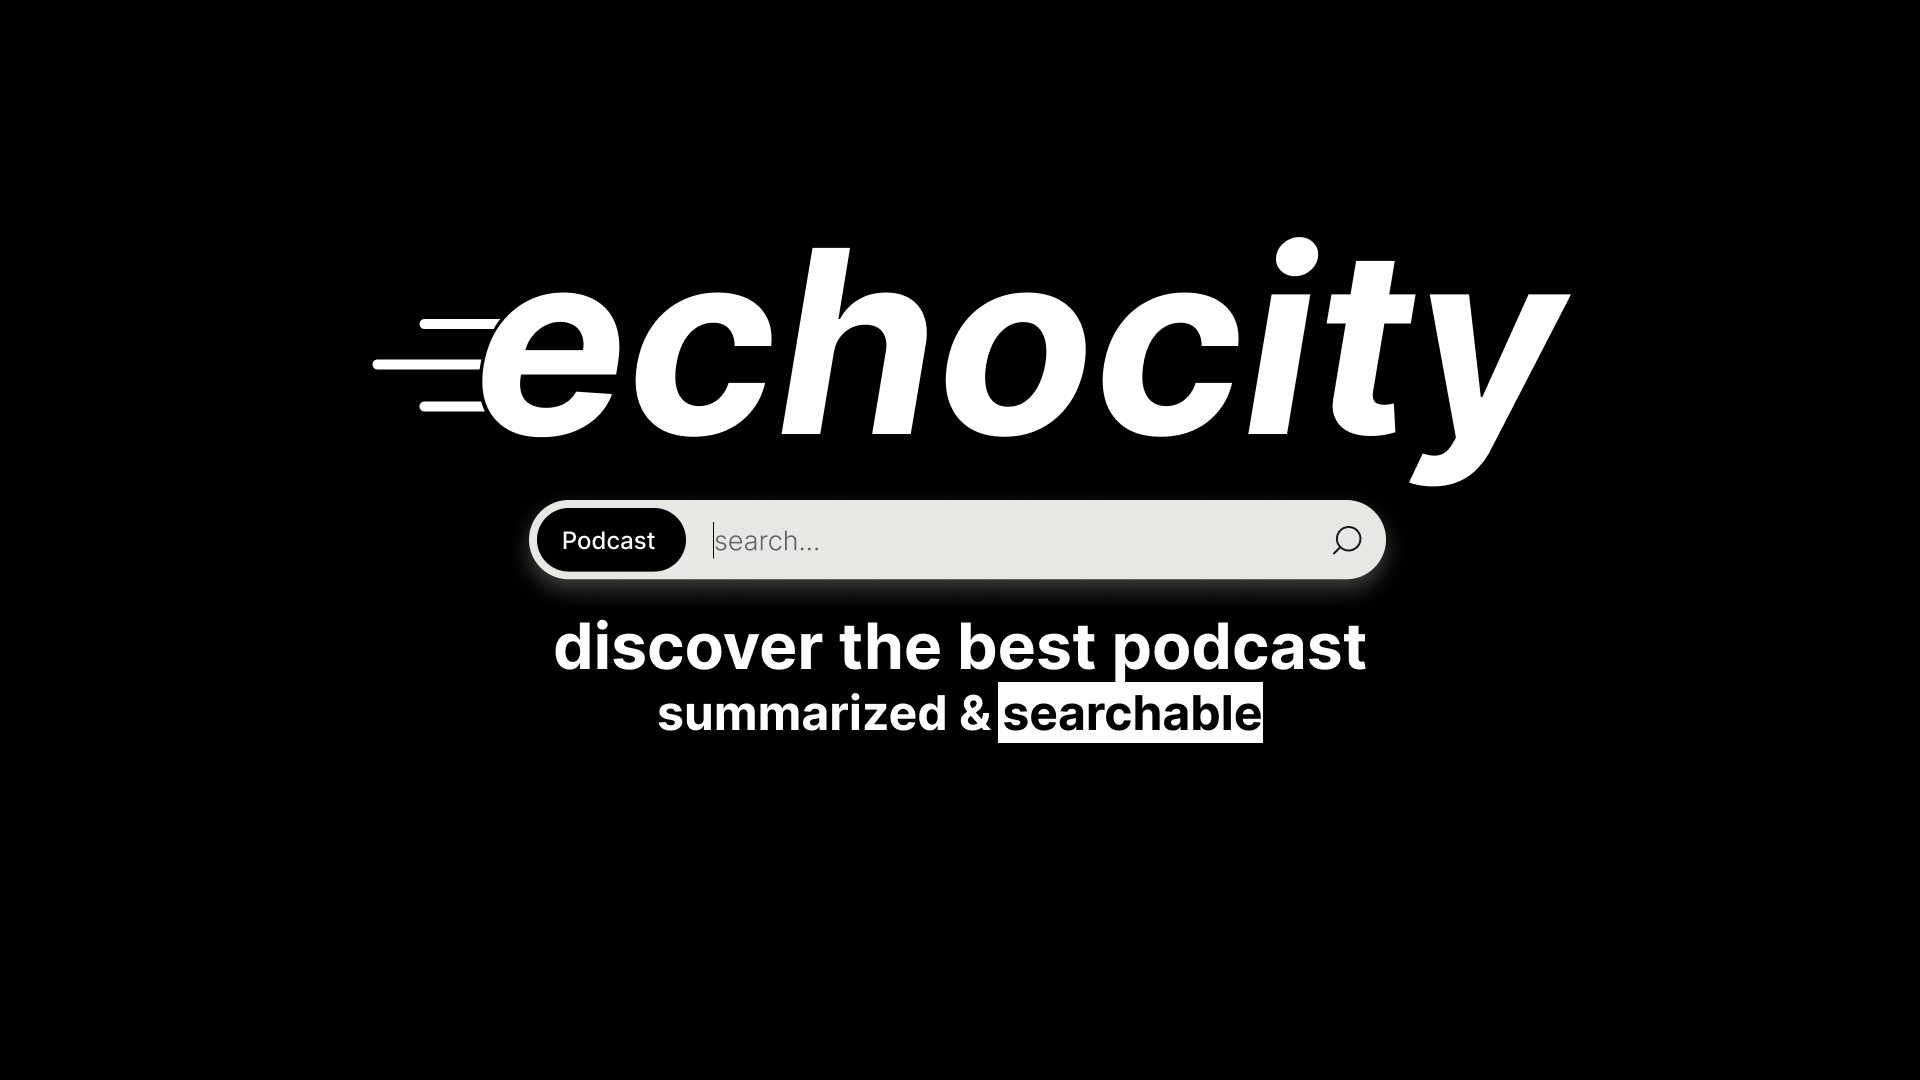 echocity
Podcast search...
discover the best podcast
summarized & searchable